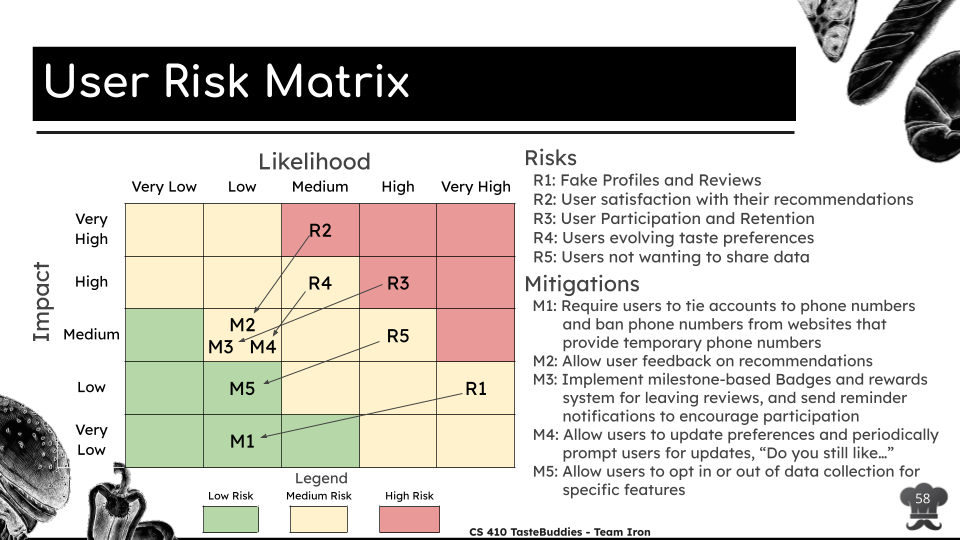 User Risk Matrix
Likelihood
Very Low Low Medium High Very High
Impact
Very
High
R2
High
R4 R3
Medium
M2
M3 M4
R5
Low
M5 R1
Very
Low
M1
Legend
Low Risk Medium Risk High Risk
Risks
R1: Fake Profiles and Reviews
R2: User satisfaction with their recommendations
R3: User Participation and Retention
R4: Users evolving taste preferences
R5: Users not wanting to share data
Mitigations
M1: Require users to tie accounts to phone numbers
and ban phone numbers from websites that
provide temporary phone numbers
M2: Allow user feedback on recommendations
M3: Implement milestone-based Badges and rewards
system for leaving reviews, and send reminder
notifications to encourage participation
M4: Allow users to update preferences and periodically
prompt users for updates, “Do you still like…”
M5: Allow users to opt in or out of data collection for
specific features
58
CS 410 TasteBuddies - Team Iron